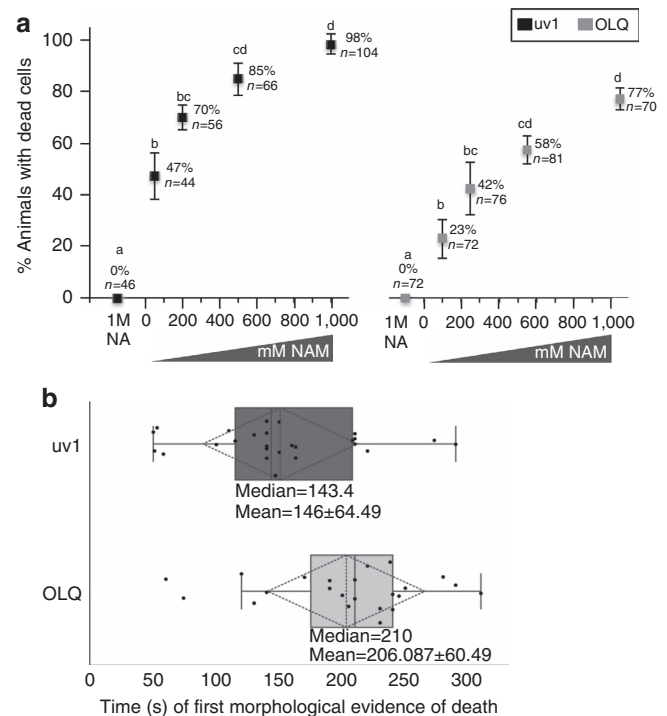 a
uv1 OLQ
% Animals with dead cells
100
80
60
40
20
0
a
0%
n=46
b
47%
n=44
bc
70%
n=56
cd
85%
n=66
d
98%
n=104
a
0%
n=72
b
23%
n=72
bc
42%
n=76
cd
58%
n=81
d
77%
n=70
1M NA 0 200 600 1,000 1M NA 0 200 600 1,000
mM NAM mM NAM
b
uv1
Median=143.4
Mean=146±64.49
OLQ
Median=210
Mean=206.087±60.49
0 50 100 150 200 250 300
Time (s) of first morphological evidence of death